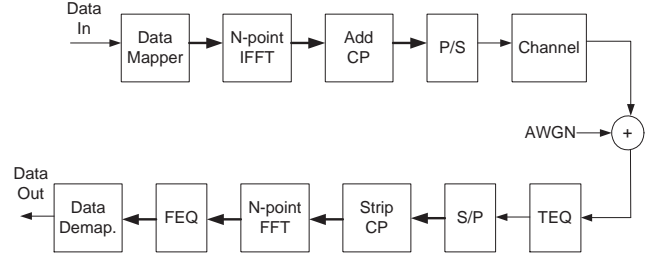 Data
In
Data
Mapper
N-point
IFFT
Add
CP
P/S
Channel
AWGN
+
Data
Out
Data
Demap.
FEQ
N-point
FFT
Strip
CP
S/P
TEQ